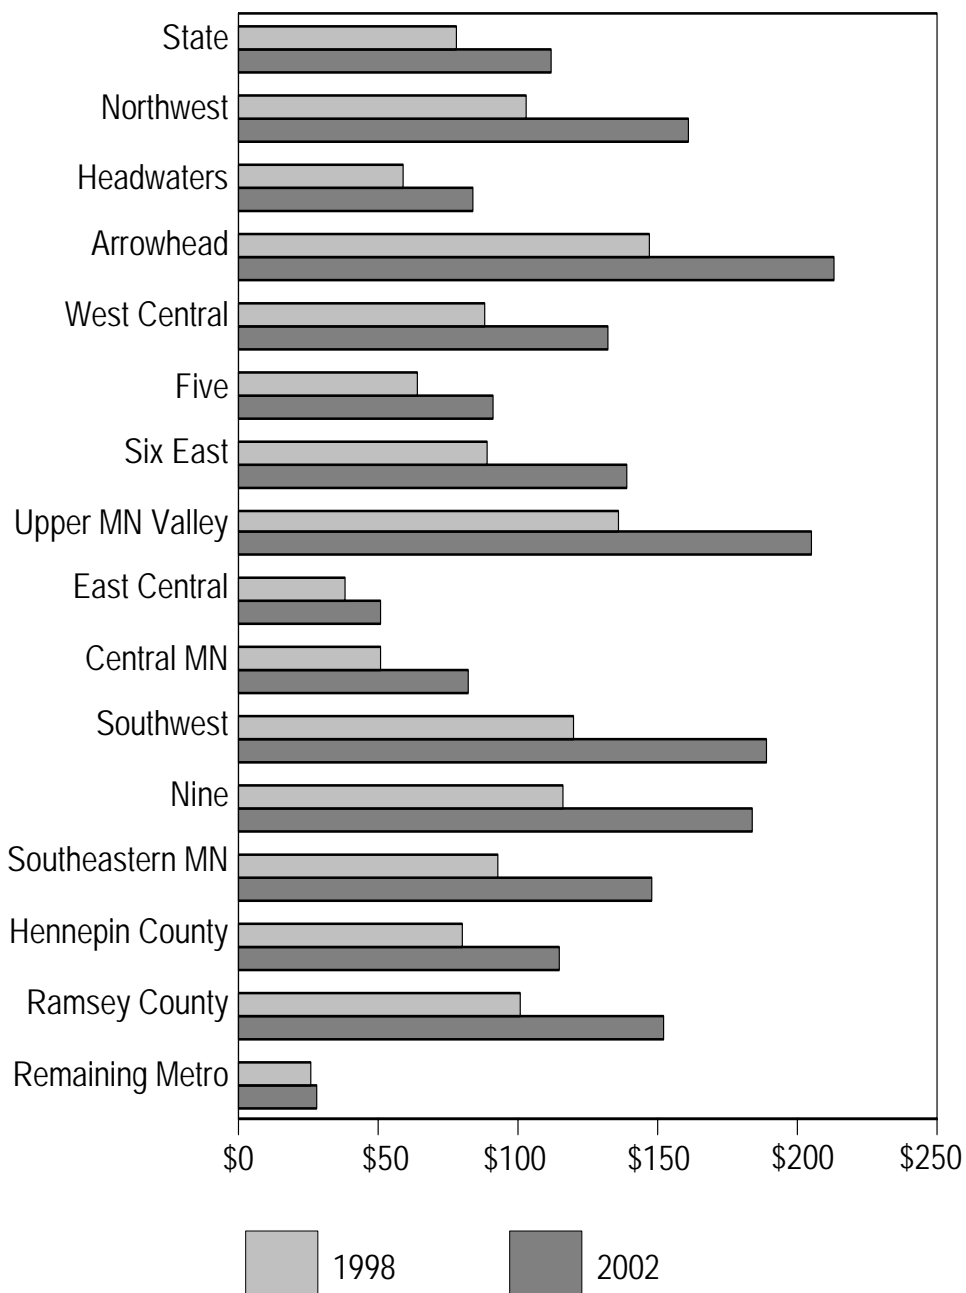 State
Northwest
Headwaters
Arrowhead
West Central
Five
Six East
Upper MN Valley
East Central
Central MN
Southwest
Nine
Southeastern MN
Hennepin County
Ramsey County
Remaining Metro
$0 $50 $100 $150 $200 $250
1998 2002